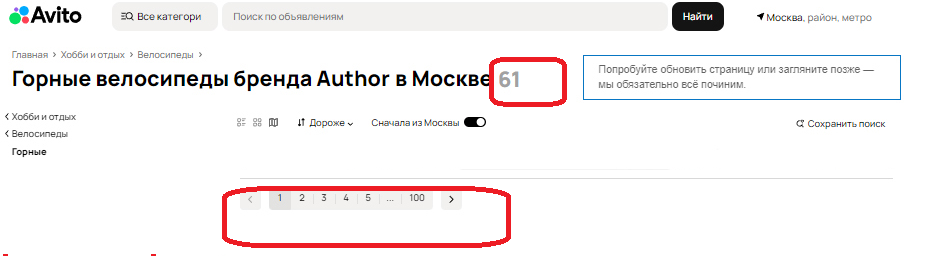 Avito
Все категори
Поиск по объявлениям
Найти
Москва, район, метро
Главная > Хобби и отдых > Велосипеды >
Горные велосипеды бренда Author в Москве 61
Попробуйте обновить страницу или загляните позже —
мы обязательно всё починим.
< Хобби и отдых
< Велосипеды
Горные
Дороже
Сначала из Москвы
Сохранить поиск
< 1 2 3 4 5 ... 100 >